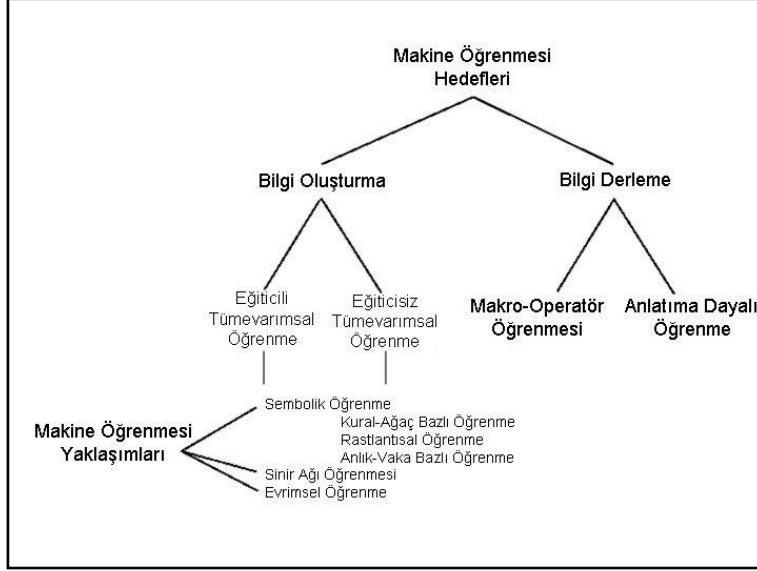 Makine Öğrenmesi
Hedefleri
Bilgi Oluşturma
Bilgi Derleme
Eğiticili
Tümevarımsal
Öğrenme
Eğiticisiz
Tümevarımsal
Öğrenme
Makro-Operatör
Öğrenmesi
Anlatıma Dayalı
Öğrenme
Makine Öğrenmesi
Yaklaşımları
Sembolik Öğrenme
Kural-Ağaç Bazlı Öğrenme
Rastlantısal Öğrenme
Anlık-Vaka Bazlı Öğrenme
Sinir Ağı Öğrenmesi
Evrimsel Öğrenme